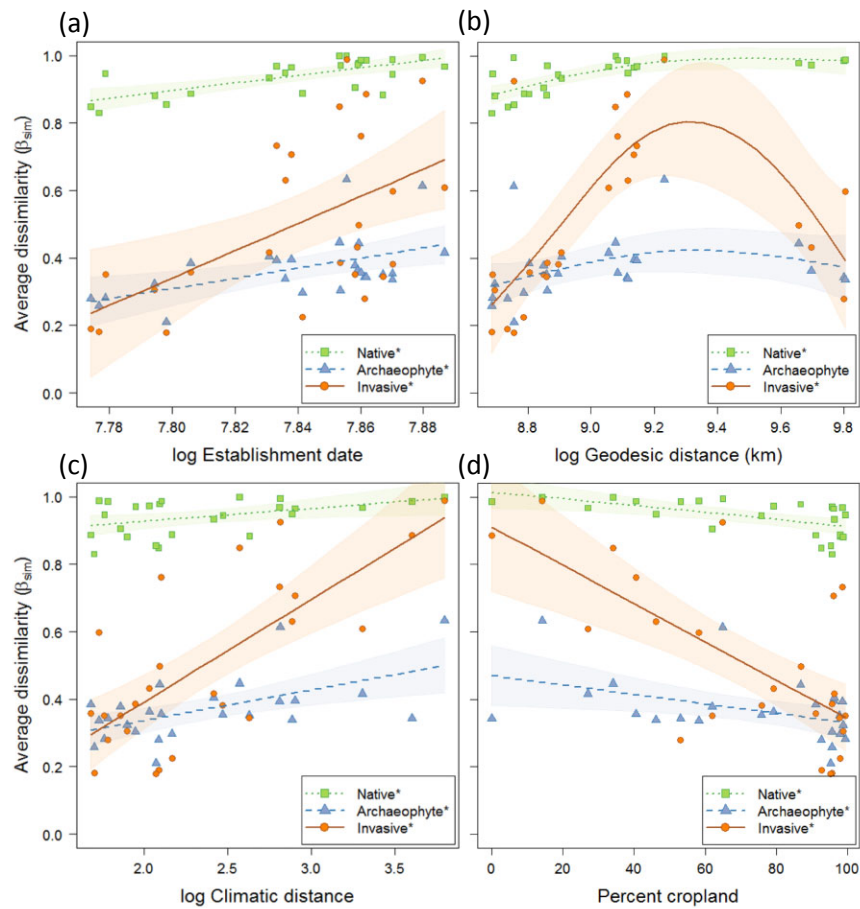 (a)
(b)
Average dissimilarity (βsim)
1.0
0.8
0.6
0.4
0.2
0.0
Native*
Archaeophyte*
Invasive*
Native*
Archaeophyte
Invasive*
7.78 7.80 7.82 7.84 7.86 7.88
8.8 9.0 9.2 9.4 9.6 9.8
log Establishment date
log Geodesic distance (km)
(c)
(d)
Average dissimilarity (βsim)
1.0
0.8
0.6
0.4
0.2
0.0
Native*
Archaeophyte*
Invasive*
Native*
Archaeophyte*
Invasive*
2.0 2.5 3.0 3.5
0 20 40 60 80 100
log Climatic distance
Percent cropland